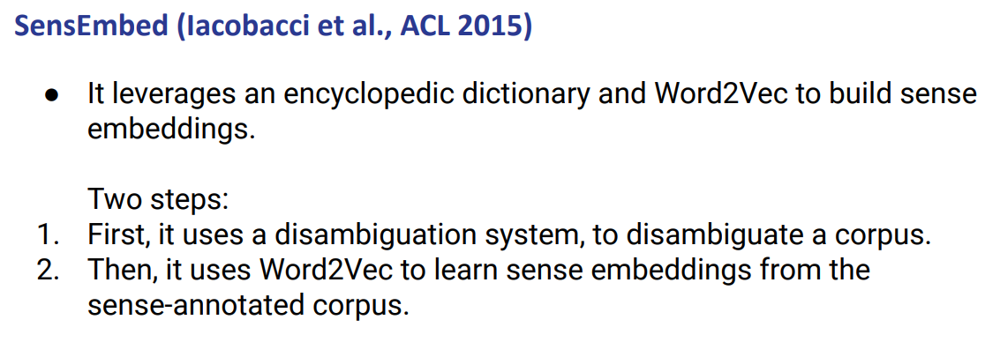 SensEmbed (Iacobacci et al., ACL 2015)
● It leverages an encyclopedic dictionary and Word2Vec to build sense
embeddings.
Two steps:
1. First, it uses a disambiguation system, to disambiguate a corpus.
2. Then, it uses Word2Vec to learn sense embeddings from the
sense-annotated corpus.